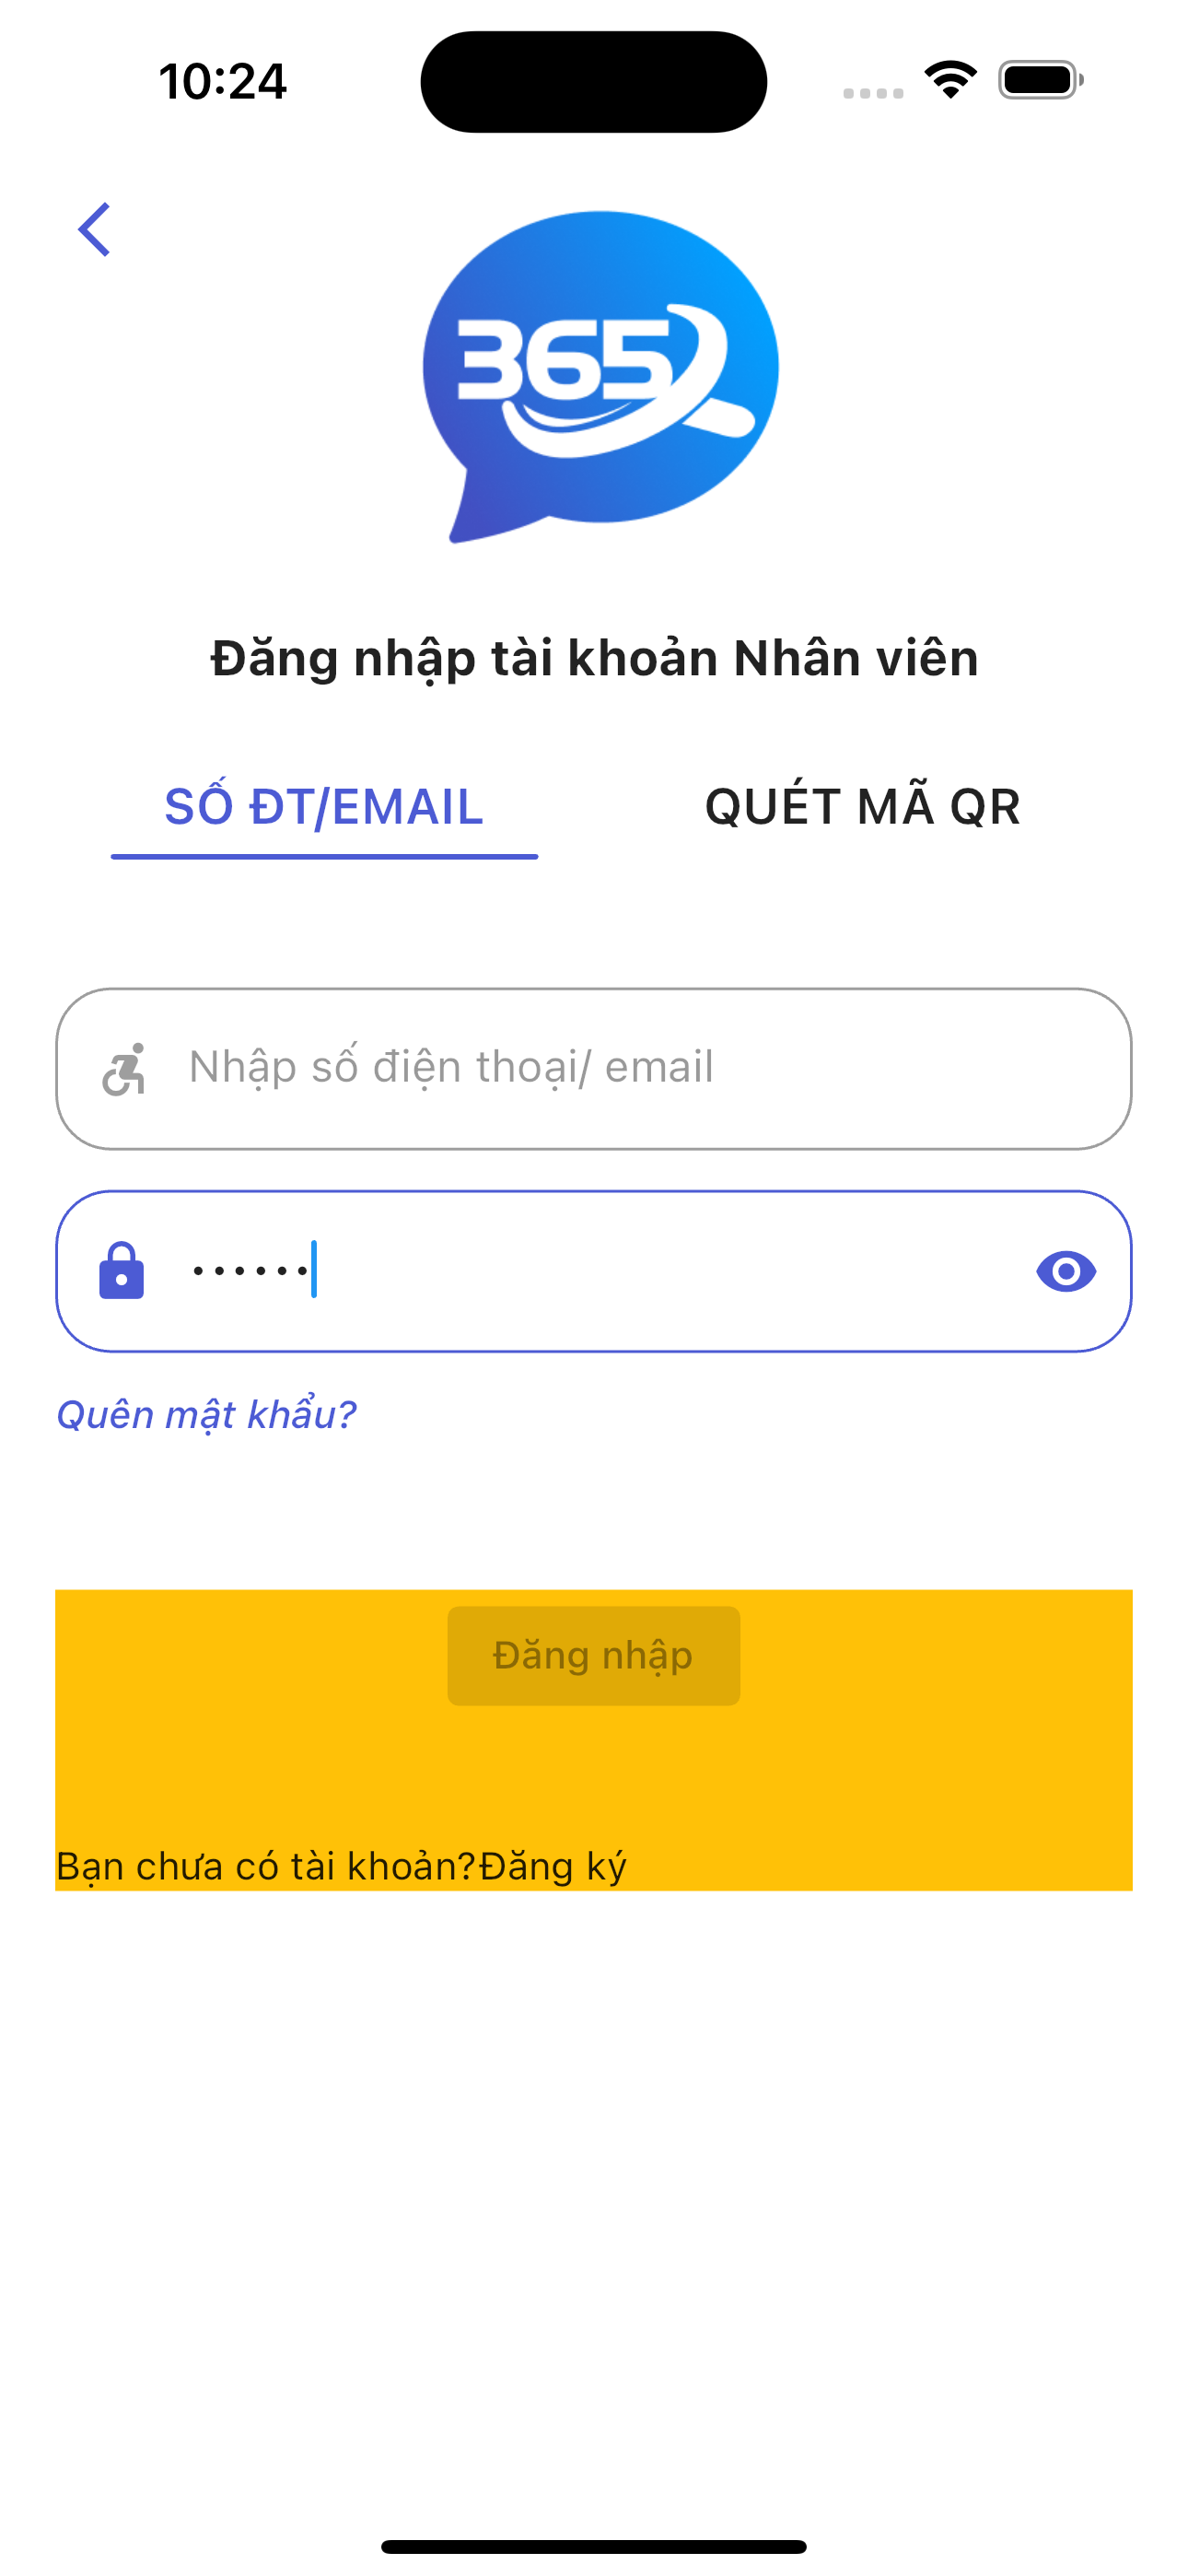 10:24
365
Đăng nhập tài khoản Nhân viên
SỐ ĐT/EMAIL
QUÉT MÃ QR
Nhập số điện thoại/ email
••••••
Quên mật khẩu?
Đăng nhập
Bạn chưa có tài khoản?Đăng ký